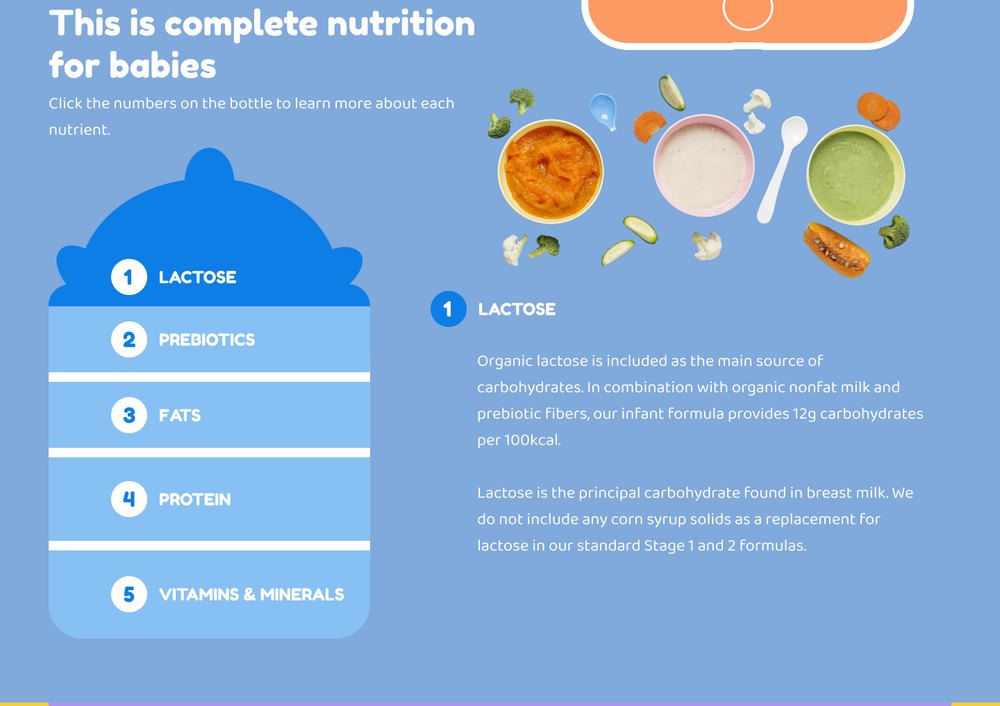 This is complete nutrition
for babies
Click the numbers on the bottle to learn more about each
nutrient.
1 LACTOSE
2 PREBIOTICS
3 FATS
4 PROTEIN
5 VITAMINS & MINERALS
1 LACTOSE
Organic lactose is included as the main source of
carbohydrates. In combination with organic nonfat milk and
prebiotic fibers, our infant formula provides 12g carbohydrates
per 100kcal.
Lactose is the principal carbohydrate found in breast milk. We
do not include any corn syrup solids as a replacement for
lactose in our standard Stage 1 and 2 formulas.